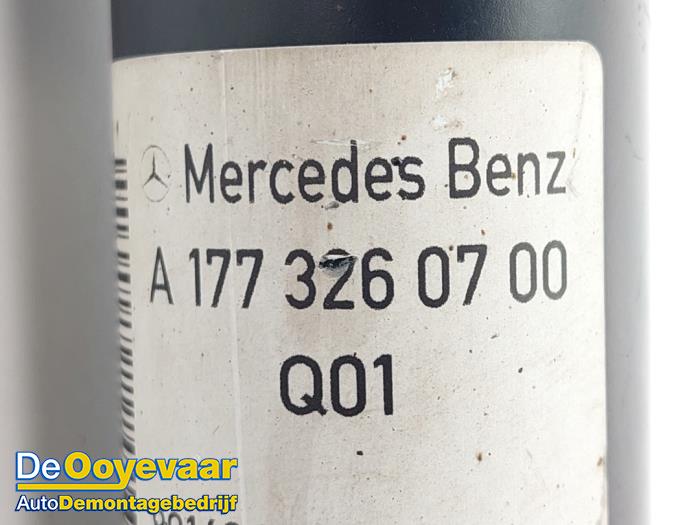 Mercedes Benz
A 177 326 07 00
Q01
De Ooyevaar
AutoDemontagebedrijf